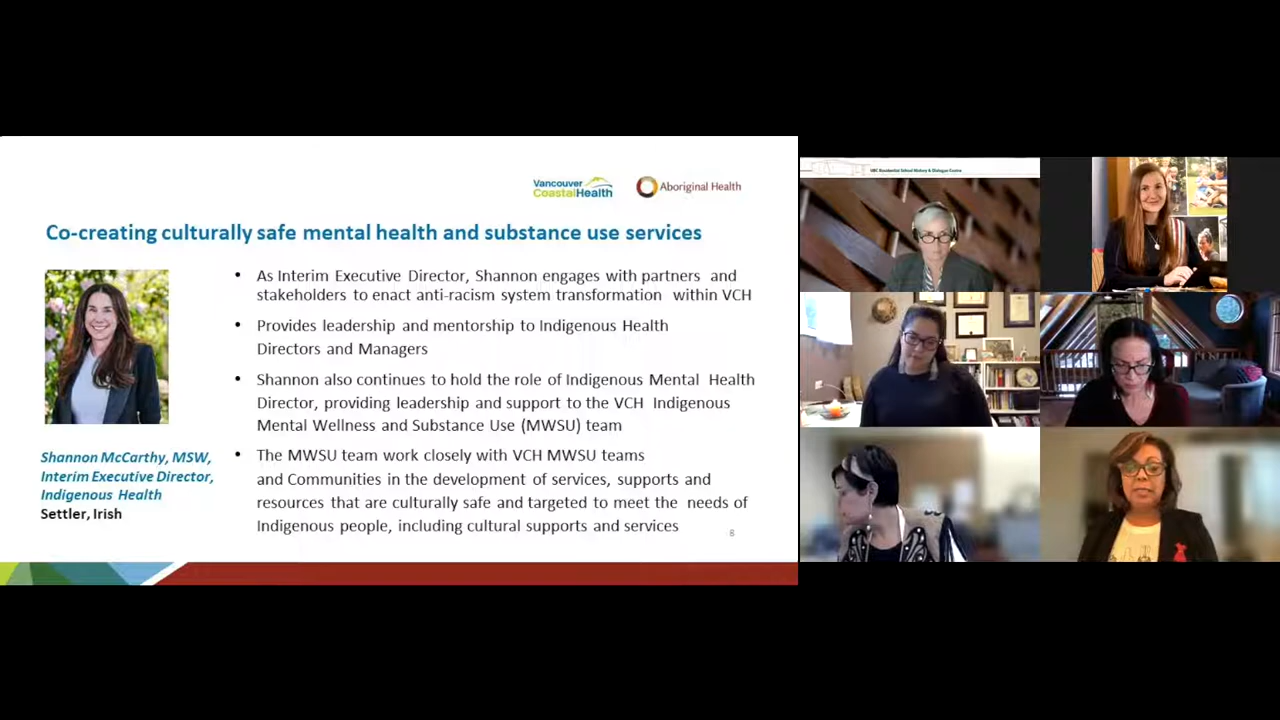 Vancouver
CoastalHealth
Aboriginal Health
Co-creating culturally safe mental health and substance use services
• As Interim Executive Director, Shannon engages with partners and
stakeholders to enact anti-racism system transformation within VCH
• Provides leadership and mentorship to Indigenous Health
Directors and Managers
• Shannon also continues to hold the role of Indigenous Mental Health
Director, providing leadership and support to the VCH Indigenous
Mental Wellness and Substance Use (MWSU) team
• The MWSU team work closely with VCH MWSU teams
and Communities in the development of services, supports and
resources that are culturally safe and targeted to meet the needs of
Indigenous people, including cultural supports and services
Shannon McCarthy, MSW,
Interim Executive Director,
Indigenous Health
Settler, Irish
8
Residential School History & Dialogue Centre